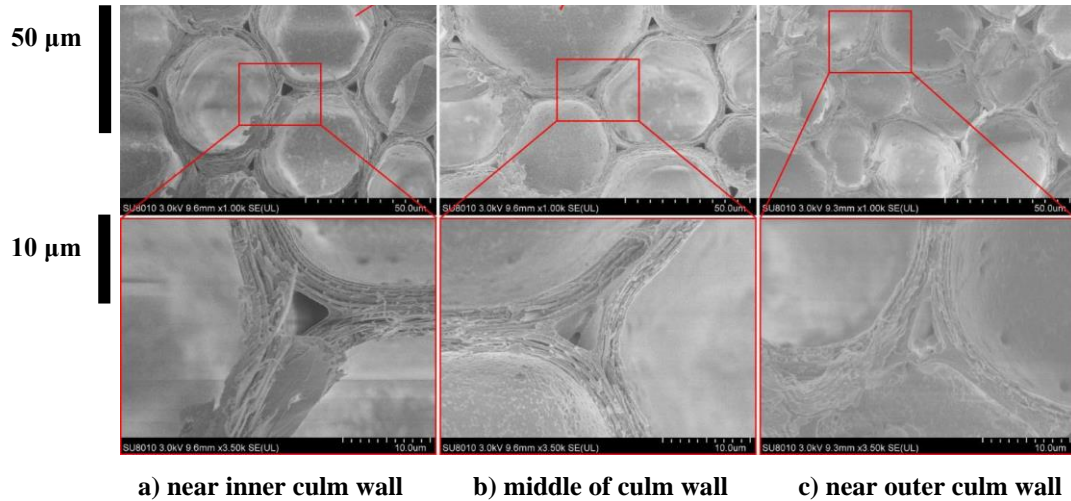 50 µm
SU8010 3.0kV 9.6mm x1.00k SE(UL) 50.0um
SU8010 3.0kV 9.6mm x1.00k SE(UL) 50.0um
SU8010 3.0kV 9.3mm x1.00k SE(UL) 50.0um
10 µm
SU8010 3.0kV 9.6mm x3.50k SE(UL) 10.0um
SU8010 3.0kV 9.6mm x3.50k SE(UL) 10.0um
SU8010 3.0kV 9.3mm x3.50k SE(UL) 10.0um
a) near inner culm wall
b) middle of culm wall
c) near outer culm wall